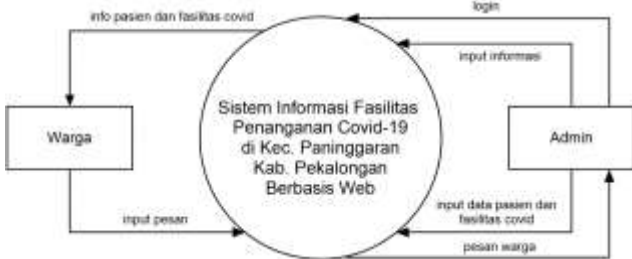 login
info pasien dan fasilitas covid
input informasi
Sistem Informasi Fasilitas
Penanganan Covid-19
di Kec. Paninggaran
Kab. Pekalongan
Berbasis Web
Warga
Admin
input pesan
input data pasien dan
fasilitas covid
pesan warga